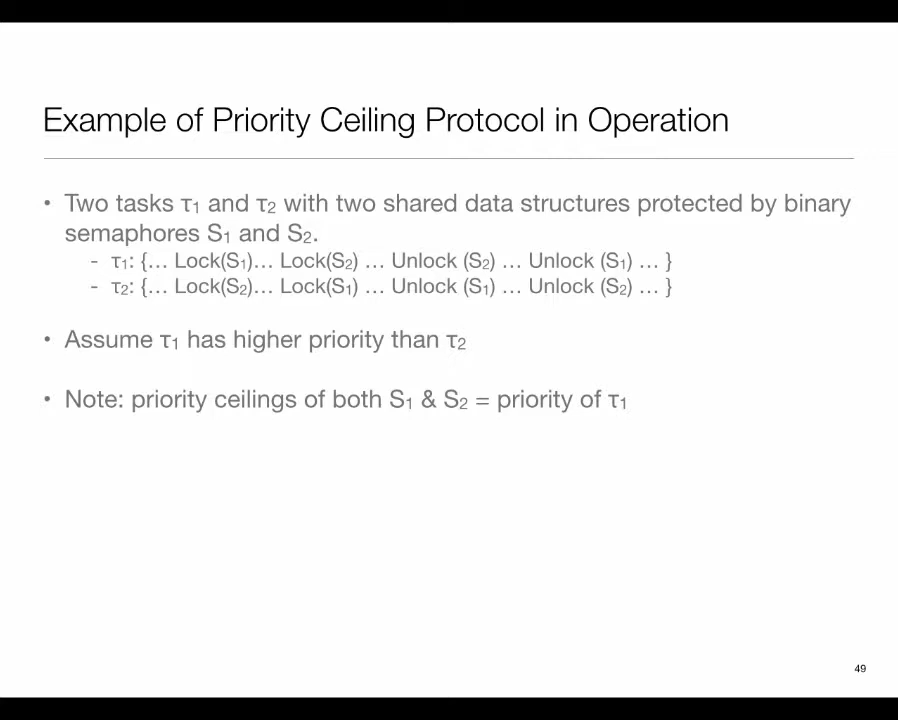 Example of Priority Ceiling Protocol in Operation
• Two tasks τ1 and τ2 with two shared data structures protected by binary
semaphores S1 and S2.
- τ1: {… Lock(S1)… Lock(S2) … Unlock (S2) … Unlock (S1) … }
- τ2: {… Lock(S2)… Lock(S1) … Unlock (S1) … Unlock (S2) … }
• Assume τ1 has higher priority than τ2
• Note: priority ceilings of both S1 & S2 = priority of τ1
49